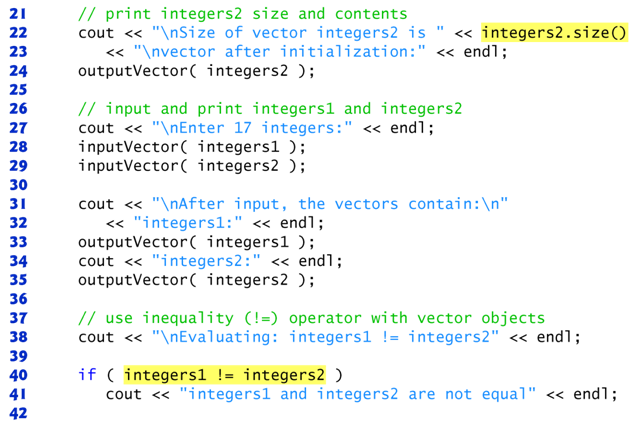 21 // print integers2 size and contents
22 cout << "\nSize of vector integers2 is " << integers2.size()
23 << "\nvector after initialization:" << endl;
24 outputVector( integers2 );
25
26 // input and print integers1 and integers2
27 cout << "\nEnter 17 integers:" << endl;
28 inputVector( integers1 );
29 inputVector( integers2 );
30
31 cout << "\nAfter input, the vectors contain:\n"
32 << "integers1:" << endl;
33 outputVector( integers1 );
34 cout << "integers2:" << endl;
35 outputVector( integers2 );
36
37 // use inequality (!=) operator with vector objects
38 cout << "\nEvaluating: integers1 != integers2" << endl;
39
40 if ( integers1 != integers2 )
41 cout << "integers1 and integers2 are not equal" << endl;
42